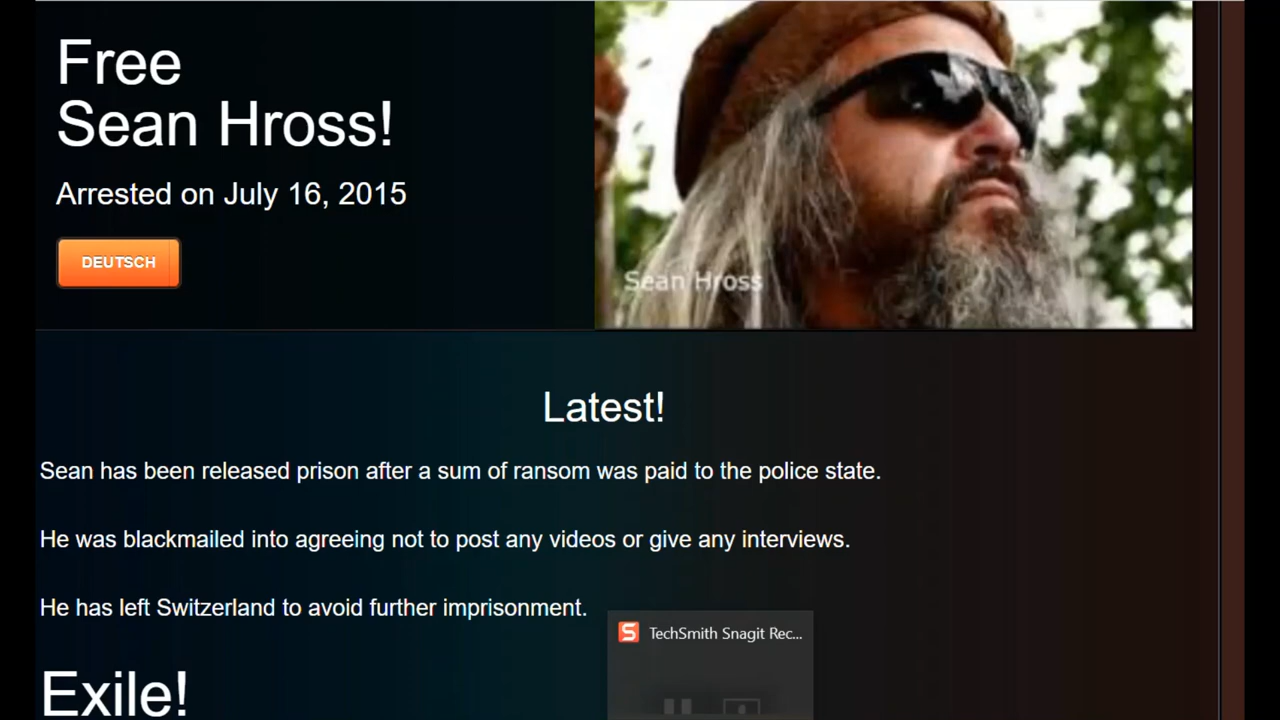 Free
Sean Hross!
Arrested on July 16, 2015
DEUTSCH
Sean Hross
Latest!
Sean has been released prison after a sum of ransom was paid to the police state.
He was blackmailed into agreeing not to post any videos or give any interviews.
He has left Switzerland to avoid further imprisonment.
S TechSmith Snagit Rec...
Exile!